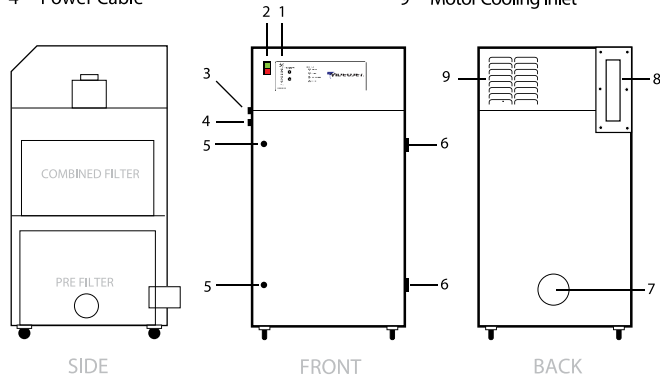 4 Power Cable
9 Motor Cooling Inlet
2 1
3
4
5
5
6
6
9
8
7
COMBINED FILTER
PRE FILTER
VIDEOJET
SIDE
FRONT
BACK